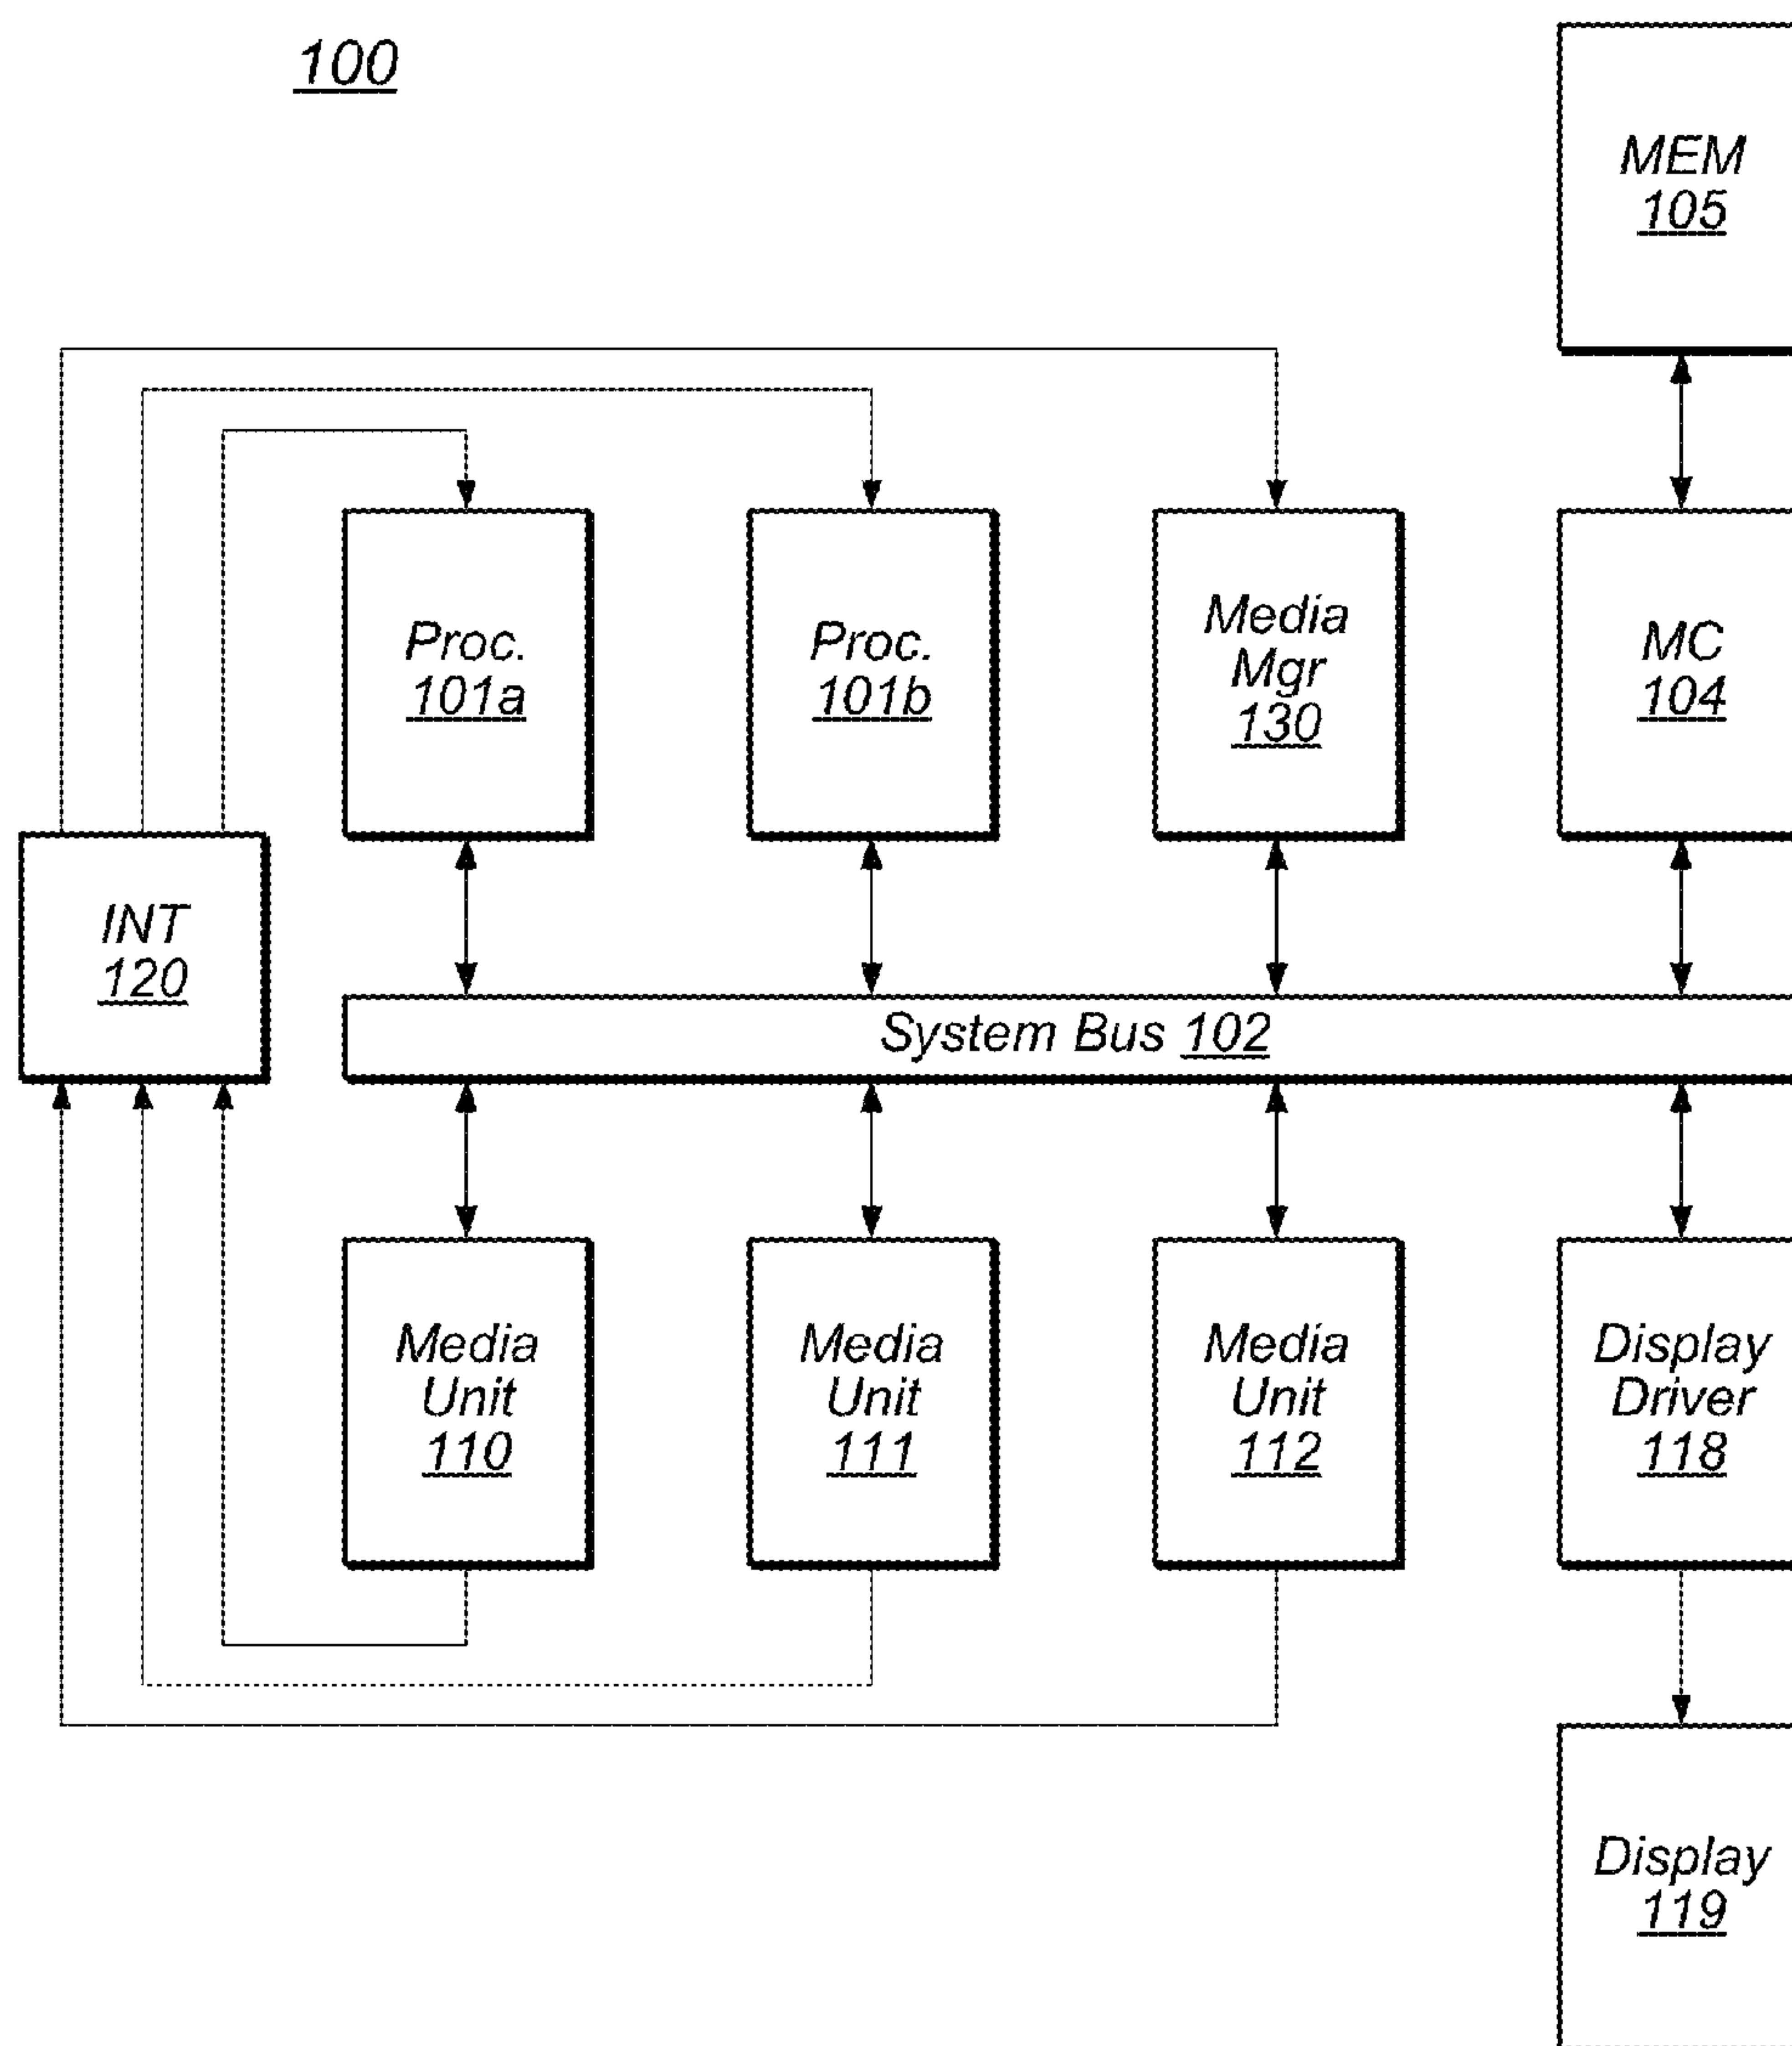 100
MEM
105
Proc.
101a
Proc.
101b
Media
Mgr
130
MC
104
INT
120
System Bus 102
Media
Unit
110
Media
Unit
111
Media
Unit
112
Display
Driver
118
Display
119